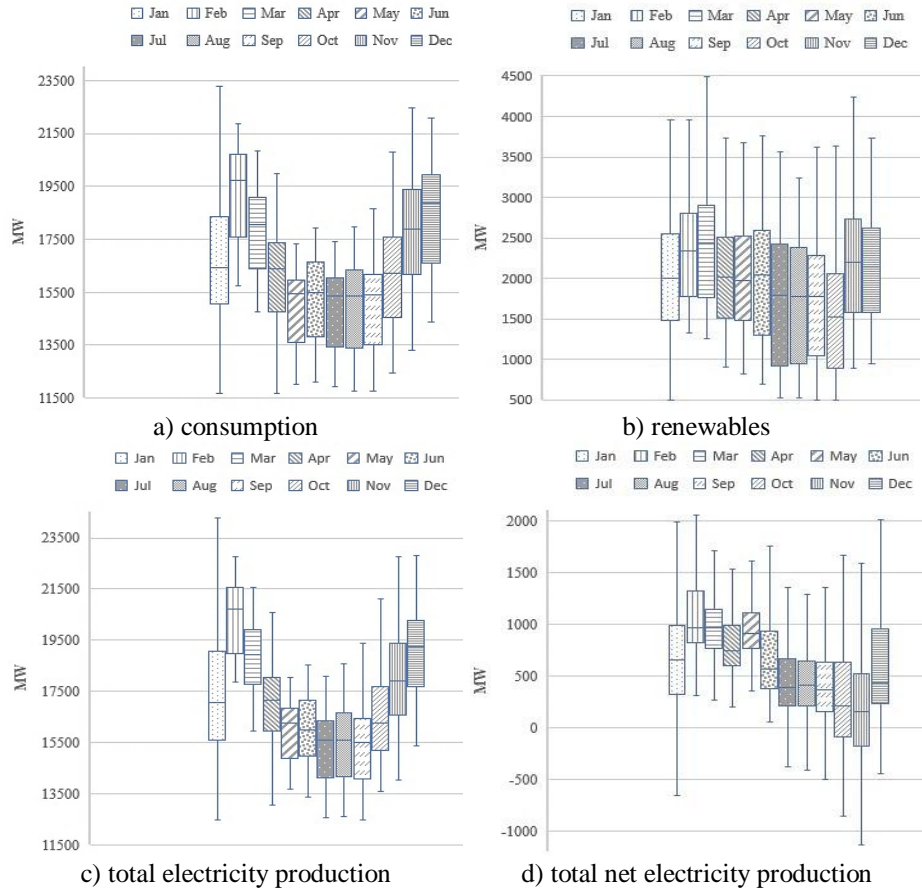 Jan Feb Mar Apr May Jun
Jul Aug Sep Oct Nov Dec
23500
21500
19500
17500
15500
13500
11500
MW
a) consumption
Jan Feb Mar Apr May Jun
Jul Aug Sep Oct Nov Dec
4500
4000
3500
3000
2500
2000
1500
1000
500
MW
b) renewables
Jan Feb Mar Apr May Jun
Jul Aug Sep Oct Nov Dec
23500
21500
19500
17500
15500
13500
11500
MW
c) total electricity production
Jan Feb Mar Apr May Jun
Jul Aug Sep Oct Nov Dec
2000
1500
1000
500
0
-500
-1000
MW
d) total net electricity production